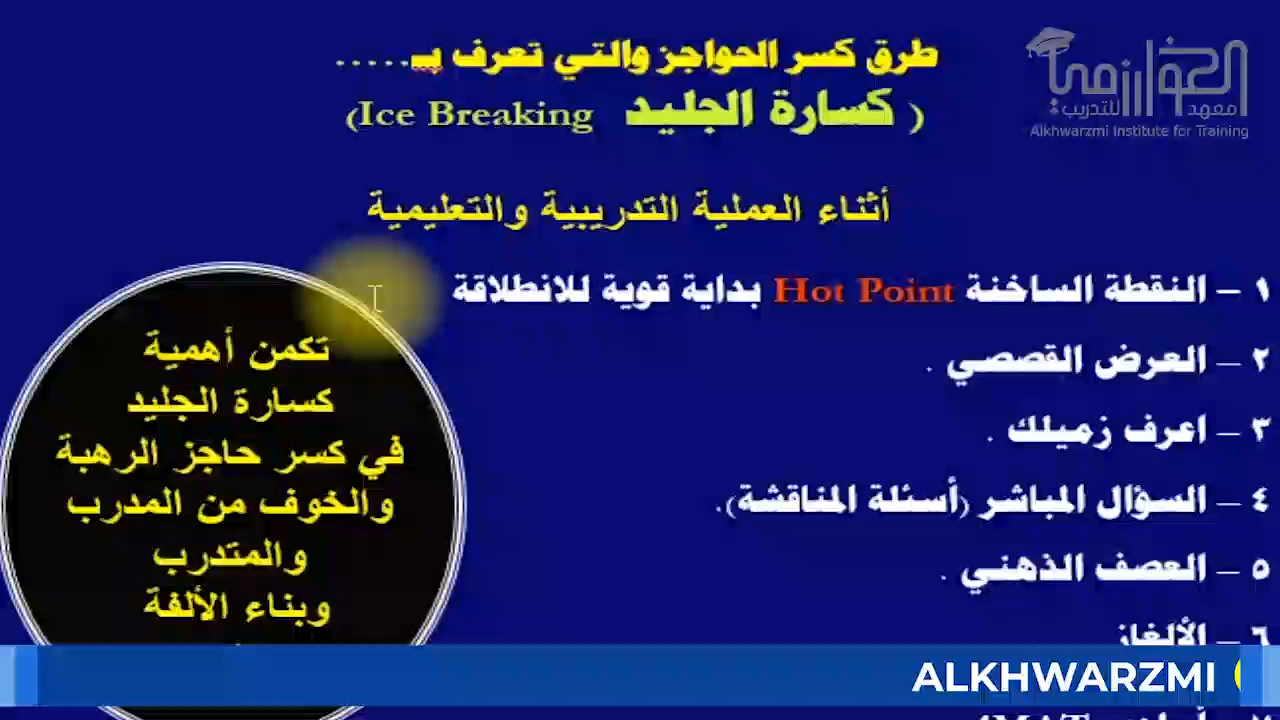 طرق كسر الحواجز والتي تعرف بـ.....
( كسارة الجليد Ice Breaking)
أثناء العملية التدريبية والتعليمية
١ – النقطة الساخنة Hot Point بداية قوية للانطلاقة
٢ – العرض القصصي .
٣ – اعرف زميلك .
٤ – السؤال المباشر (أسئلة المناقشة).
٥ – العصف الذهني .
٦ – الألغاز
تكمن أهمية
كسارة الجليد
في كسر حاجز الرهبة
والخوف من المدرب
والمتدرب
وبناء الألفة
الخوارزمي
معهد للتدريب
Alkhwarzmi Institute for Training
ALKHWARZMI